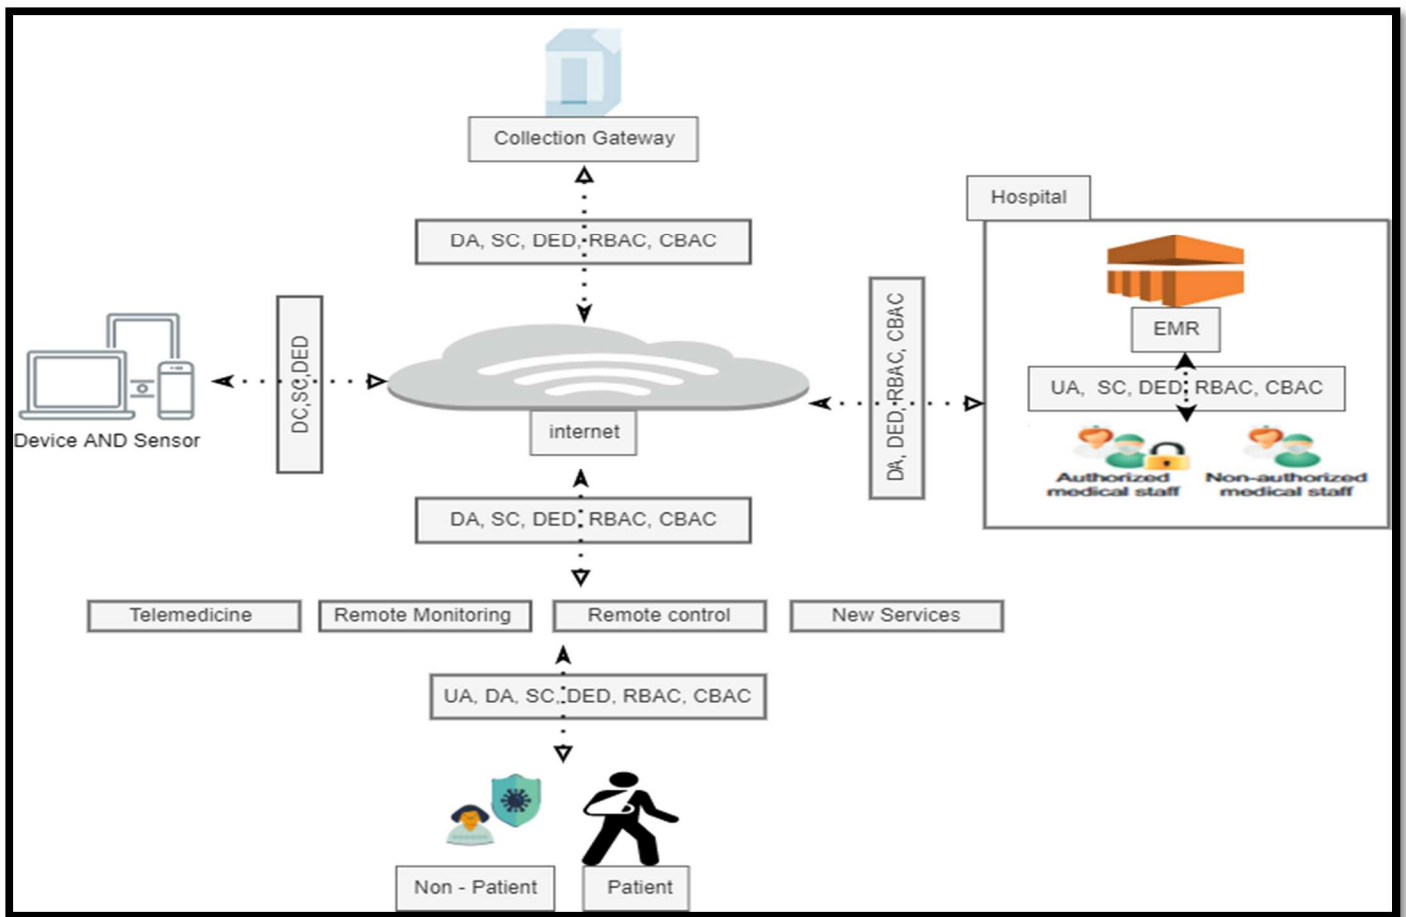 Collection Gateway
Hospital
DA, SC, DED, RBAC, CBAC
EMR
DC,SC,DED
DA, DED, RBAC, CBAC
UA, SC, DED, RBAC, CBAC
Device AND Sensor
internet
Authorized
medical staff
Non-authorized
medical staff
DA, SC, DED, RBAC, CBAC
Telemedicine
Remote Monitoring
Remote control
New Services
UA, DA, SC, DED, RBAC, CBAC
Non - Patient
Patient